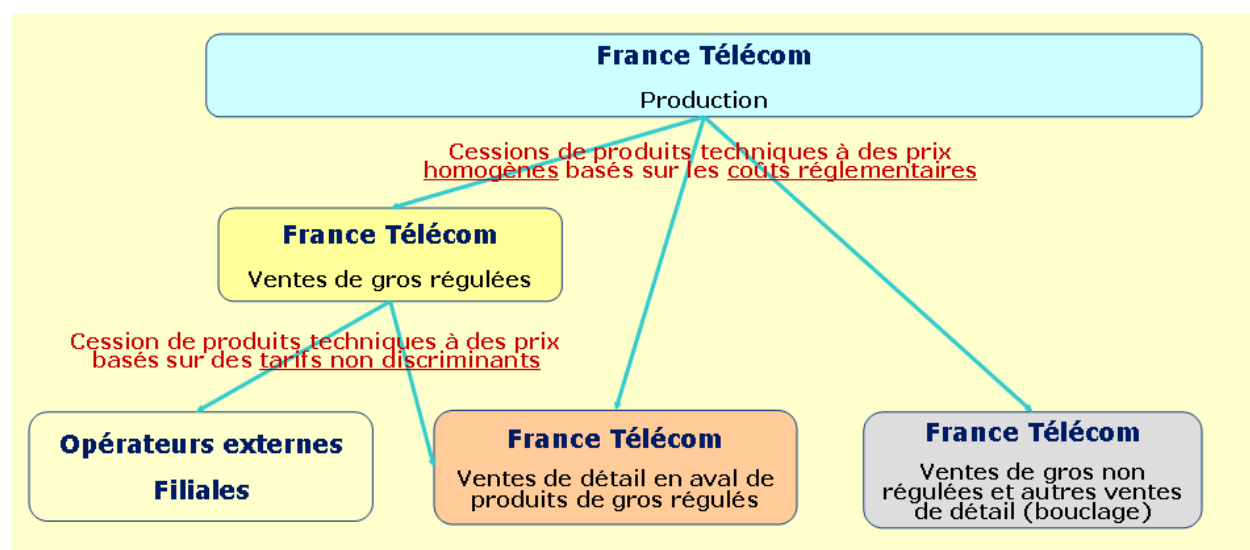 France Télécom
Production
Cessions de produits techniques à des prix
homogènes basés sur les coûts réglementaires
France Télécom
Ventes de gros régulées
Cession de produits techniques à des prix
basés sur des tarifs non discriminants
Opérateurs externes
Filiales
France Télécom
Ventes de détail en aval de
produits de gros régulés
France Télécom
Ventes de gros non
régulées et autres ventes
de détail (bouclage)